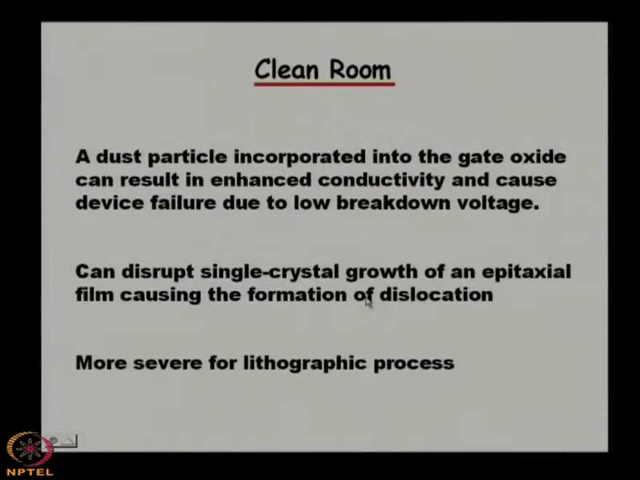 Clean Room
A dust particle incorporated into the gate oxide
can result in enhanced conductivity and cause
device failure due to low breakdown voltage.
Can disrupt single-crystal growth of an epitaxial
film causing the formation of dislocation
More severe for lithographic process
NPTEL